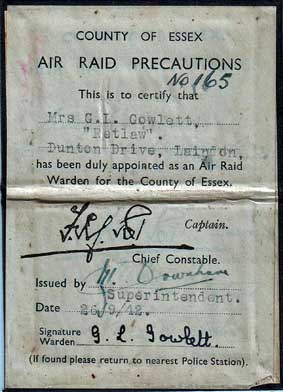 COUNTY OF ESSEX
AIR RAID PRECAUTIONS
No 165
This is to certify that
Mrs G.L. Gowlett,
"Retlaw".
Dunton Drive, Laindon,
has been duly appointed as an Air Raid
Warden for the County of Essex.
Captain.
Chief Constable.
Issued by
Superintendent.
Date 26/9/42.
Signature
Warden G. L. Gowlett.
(If found please return to nearest Police Station).